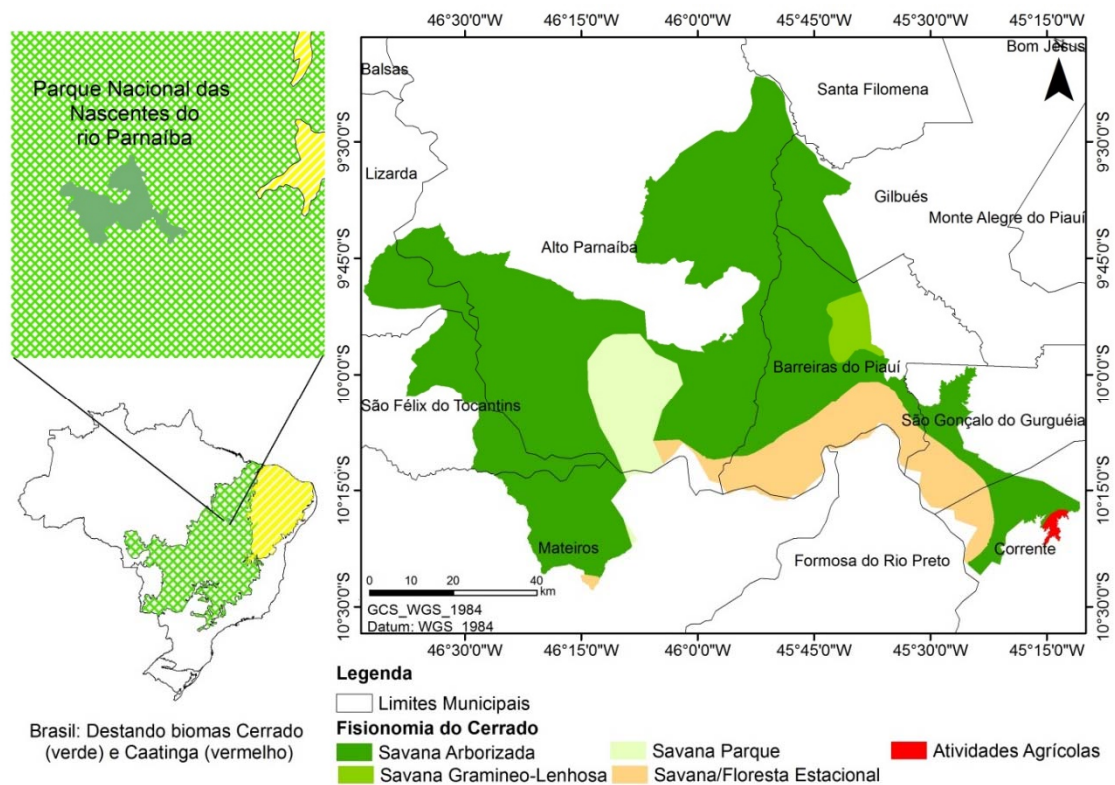 Parque Nacional das
Nascentes do
rio Parnaíba
Brasil: Destando biomas Cerrado
(verde) e Caatinga (vermelho)
46°30'0"W 46°15'0"W 46°0'0"W 45°45'0"W 45°30'0"W 45°15'0"W
9°30'0"S
9°45'0"S
10°0'0"S
10°15'0"S
10°30'0"S
Balsas
Bom Jesus
N
Santa Filomena
Lizarda
Gilbués
Monte Alegre do Piauí
Alto Parnaíba
Barreiras do Piauí
São Félix do Tocantins
São Gonçalo do Gurguéia
Mateiros
Formosa do Rio Preto
Corrente
0 10 20 40
km
GCS_WGS_1984
Datum: WGS_1984
9°30'0"S
9°45'0"S
10°0'0"S
10°15'0"S
10°30'0"S
46°30'0"W 46°15'0"W 46°0'0"W 45°45'0"W 45°30'0"W 45°15'0"W
Legenda
Limites Municipais
Fisionomia do Cerrado
Savana Arborizada Savana Parque Atividades Agrícolas
Savana Gramineo-Lenhosa Savana/Floresta Estacional